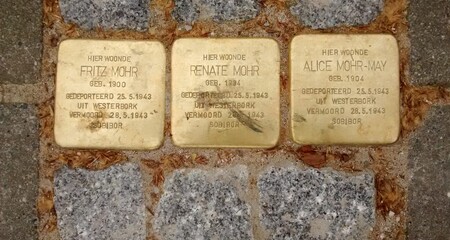 HIER WOONDE
FRITZ MOHR
GEB. 1900
GEDEPORTEERD 25.5.1943
UIT WESTERBORK
VERMOORD 28.5.1943
SOBIBOR
HIER WOONDE
RENATE MOHR
GEB. 1931
GEDEPORTEERD 25.5.1943
UIT WESTERBORK
VERMOORD 28.5.1943
SOBIBOR
HIER WOONDE
ALICE MOHR-MAY
GEB. 1904
GEDEPORTEERD 25.5.1943
UIT WESTERBORK
VERMOORD 28.5.1943
SOBIBOR